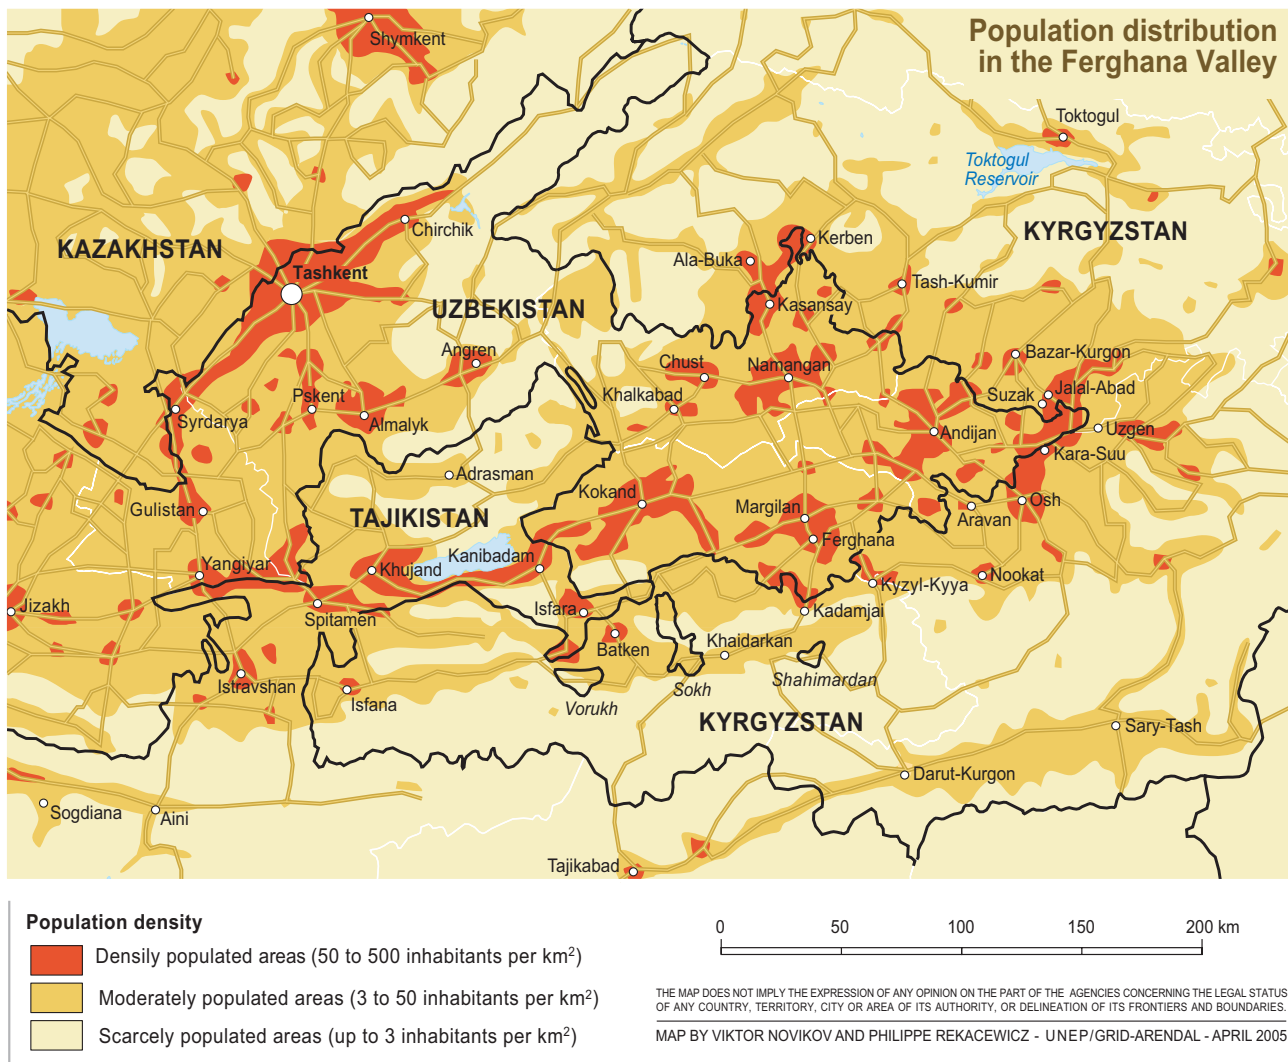 Population distribution
in the Ferghana Valley
Shymkent
Toktogul
Toktogul
Reservoir
Chirchik
KAZAKHSTAN
Kerben
KYRGYZSTAN
Ala-Buka
Tashkent
Tash-Kumir
UZBEKISTAN
Kasansay
Angren
Bazar-Kurgon
Chust
Namangan
Pskent
Khalkabad
Suzak
Jalal-Abad
Syrdarya
Almalyk
Andijan
Uzgen
Kara-Suu
Adrasman
Kokand
Gulistan
TAJIKISTAN
Margilan
Aravan
Osh
Kanibadam
Ferghana
Yangiyar
Khujand
Kyzyl-Kyya
Nookat
Jizakh
Spitamen
Isfara
Kadamjai
Batken
Khaidarkan
Istravshan
Isfana
Vorukh
Sokh
Shahimardan
KYRGYZSTAN
Sary-Tash
Darut-Kurgon
Sogdiana
Aini
Tajikabad
Population density
Densily populated areas (50 to 500 inhabitants per km²)
Moderately populated areas (3 to 50 inhabitants per km²)
Scarcely populated areas (up to 3 inhabitants per km²)
0 50 100 150 200 km
THE MAP DOES NOT IMPLY THE EXPRESSION OF ANY OPINION ON THE PART OF THE AGENCIES CONCERNING THE LEGAL STATUS
OF ANY COUNTRY, TERRITORY, CITY OR AREA OF ITS AUTHORITY, OR DELINEATION OF ITS FRONTIERS AND BOUNDARIES.
MAP BY VIKTOR NOVIKOV AND PHILIPPE REKACEWICZ - UNEP/GRID-ARENDAL - APRIL 2005